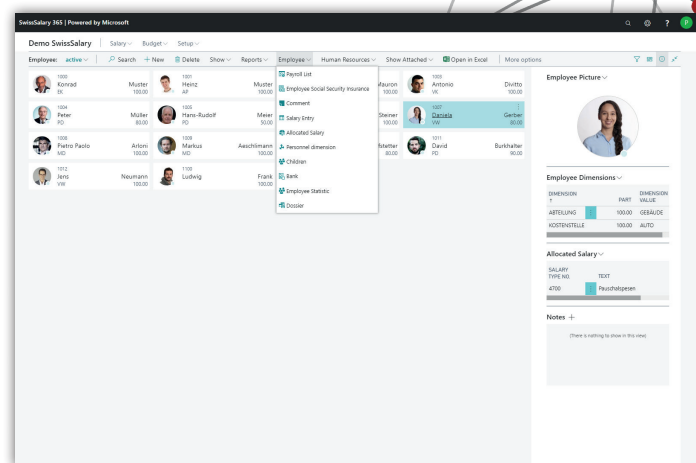 SwissSalary 365 | Powered by Microsoft
?
P
Demo SwissSalary
Salary
Budget
Setup
Employee: active
Search
+ New
Delete
Show
Reports
Employee
Human Resources
Show Attached
Open in Excel
More options
1000
Konrad Muster
EK 100.00
1001
Heinz Muster
AF 100.00
Mauron
100.00
1003
Antonio Divitto
VK 100.00
1004
Peter Müller
PD 80.00
1005
Hans-Rudolf Meier
PD 50.00
Steiner
100.00
1007
Daniela Gerber
VW 80.00
1008
Pietro Paolo Arloni
MO 100.00
1009
Markus Aeschlimann
MO 100.00
80.00
1011
David Burkhalter
PD 90.00
1012
Jens Neumann
VW 100.00
1100
Ludwig Frank
100.00
Payroll List
Employee Social Security Insurance
Comment
Salary Entry
Allocated Salary
Personnel dimension
Children
Bank
Employee Statistic
Dossier
Employee Picture
Employee Dimensions
DIMENSION ↑ PART DIMENSION VALUE
ABTEILUNG 100.00 GEBÄUDE
KOSTENSTELLE 100.00 AUTO
Allocated Salary
SALARY TYPE NO. TEXT
4700 Pauschalspesen
Notes +
(There is nothing to show in this view)